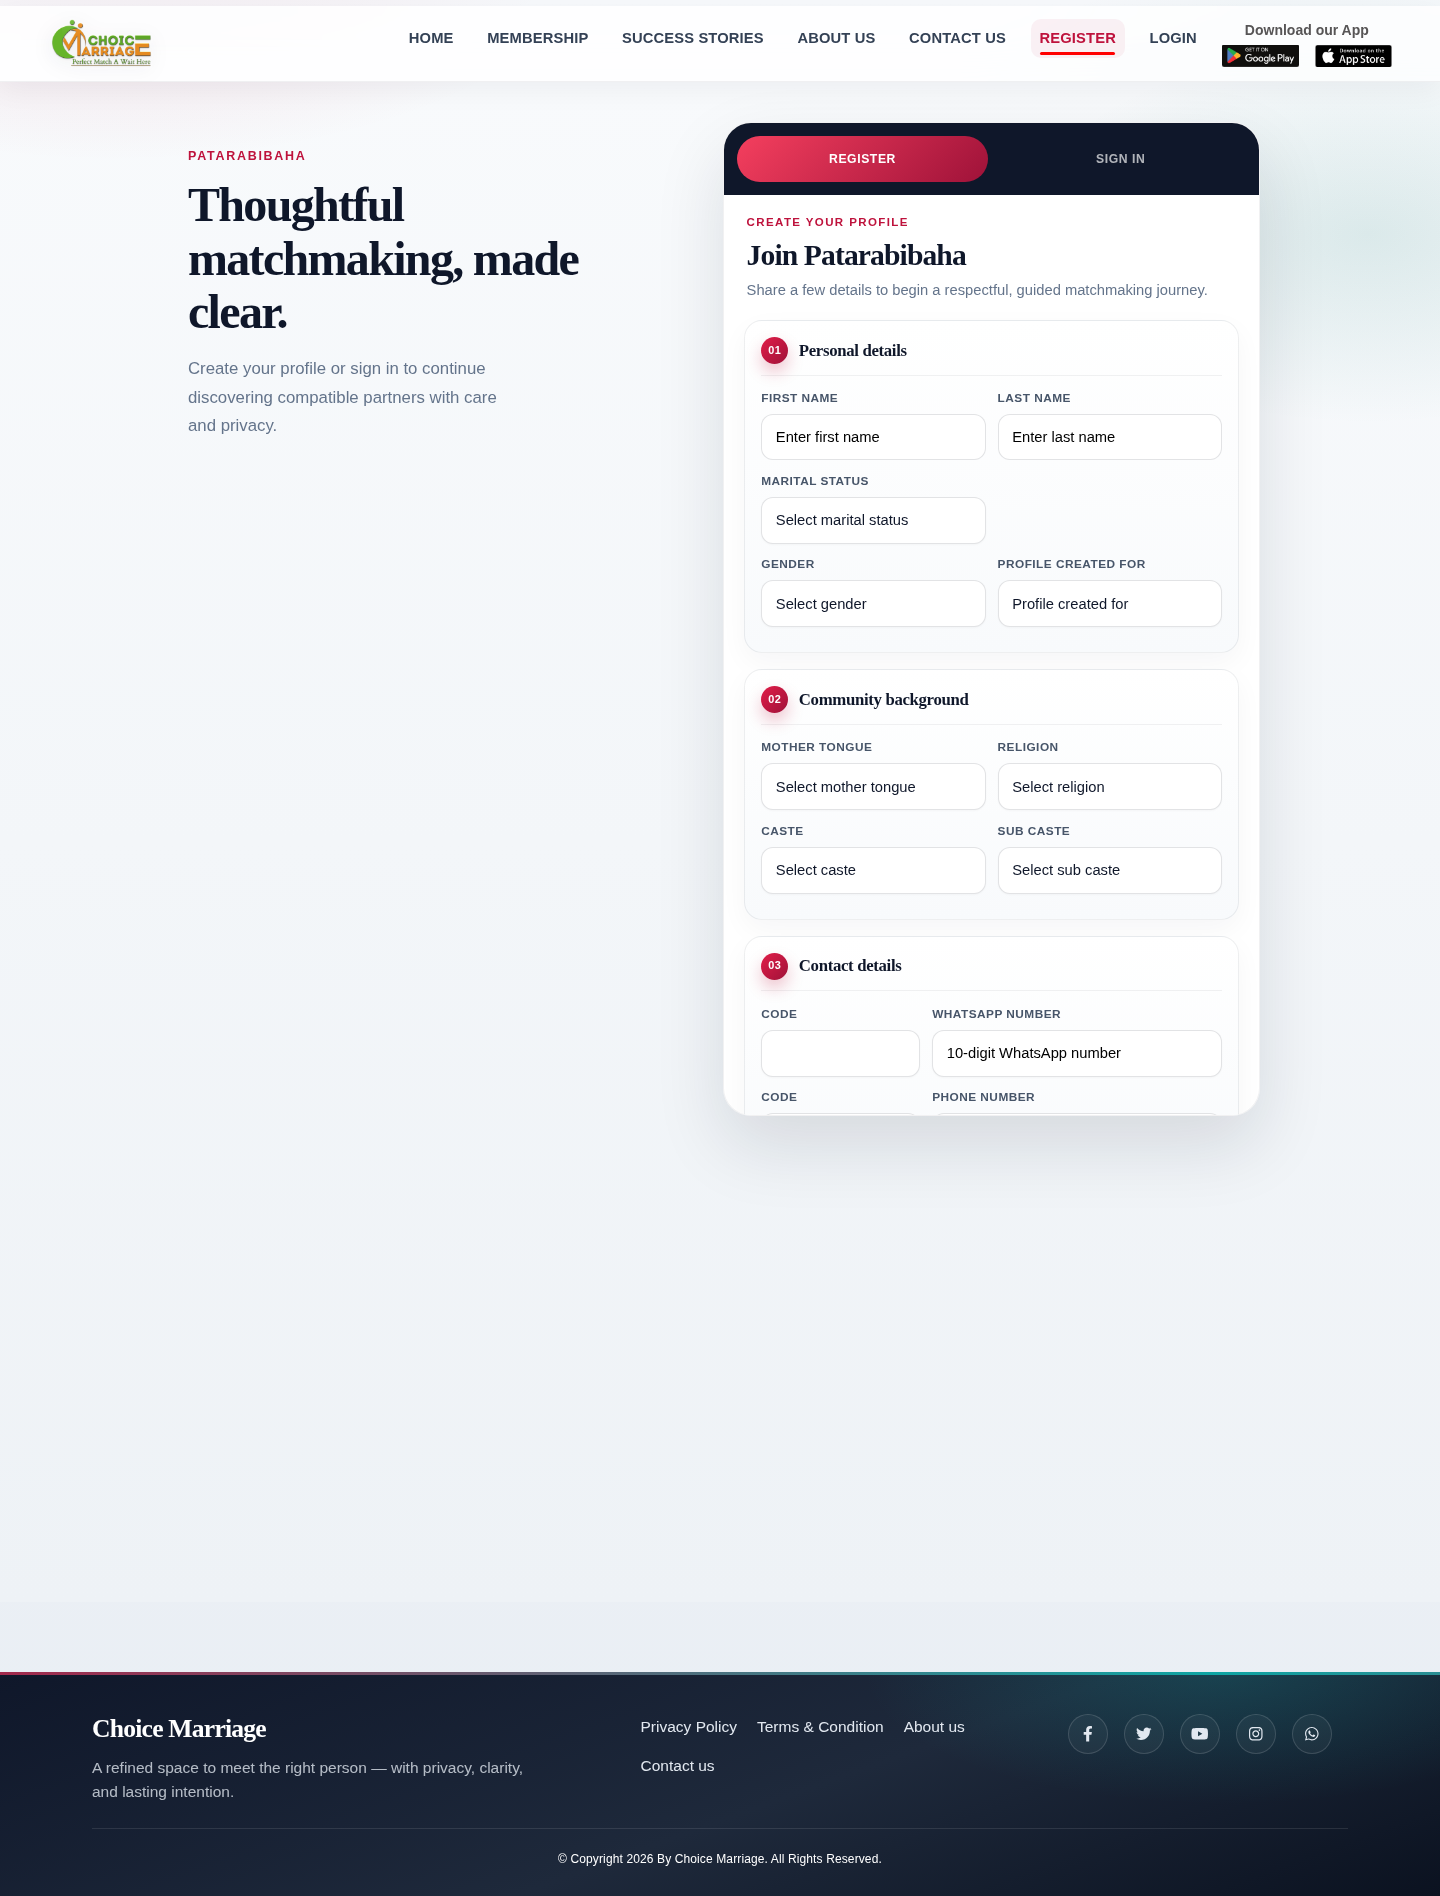 CHOICE
MARRIAGE
Perfect Match A Wait Here
HOME
MEMBERSHIP
SUCCESS STORIES
ABOUT US
CONTACT US
REGISTER
LOGIN
Download our App
GET IT ON
Google Play
Download on the
App Store
PATARABIBAHA
Thoughtful
matchmaking, made
clear.
Create your profile or sign in to continue
discovering compatible partners with care
and privacy.
REGISTER
SIGN IN
CREATE YOUR PROFILE
Join Patarabibaha
Share a few details to begin a respectful, guided matchmaking journey.
01 Personal details
FIRST NAME
LAST NAME
Enter first name
Enter last name
MARITAL STATUS
Select marital status
GENDER
PROFILE CREATED FOR
Select gender
Profile created for
02 Community background
MOTHER TONGUE
RELIGION
Select mother tongue
Select religion
CASTE
SUB CASTE
Select caste
Select sub caste
03 Contact details
CODE
WHATSAPP NUMBER
10-digit WhatsApp number
CODE
PHONE NUMBER
Choice Marriage
A refined space to meet the right person — with privacy, clarity,
and lasting intention.
Privacy Policy
Terms & Condition
About us
Contact us
© Copyright 2026 By Choice Marriage. All Rights Reserved.